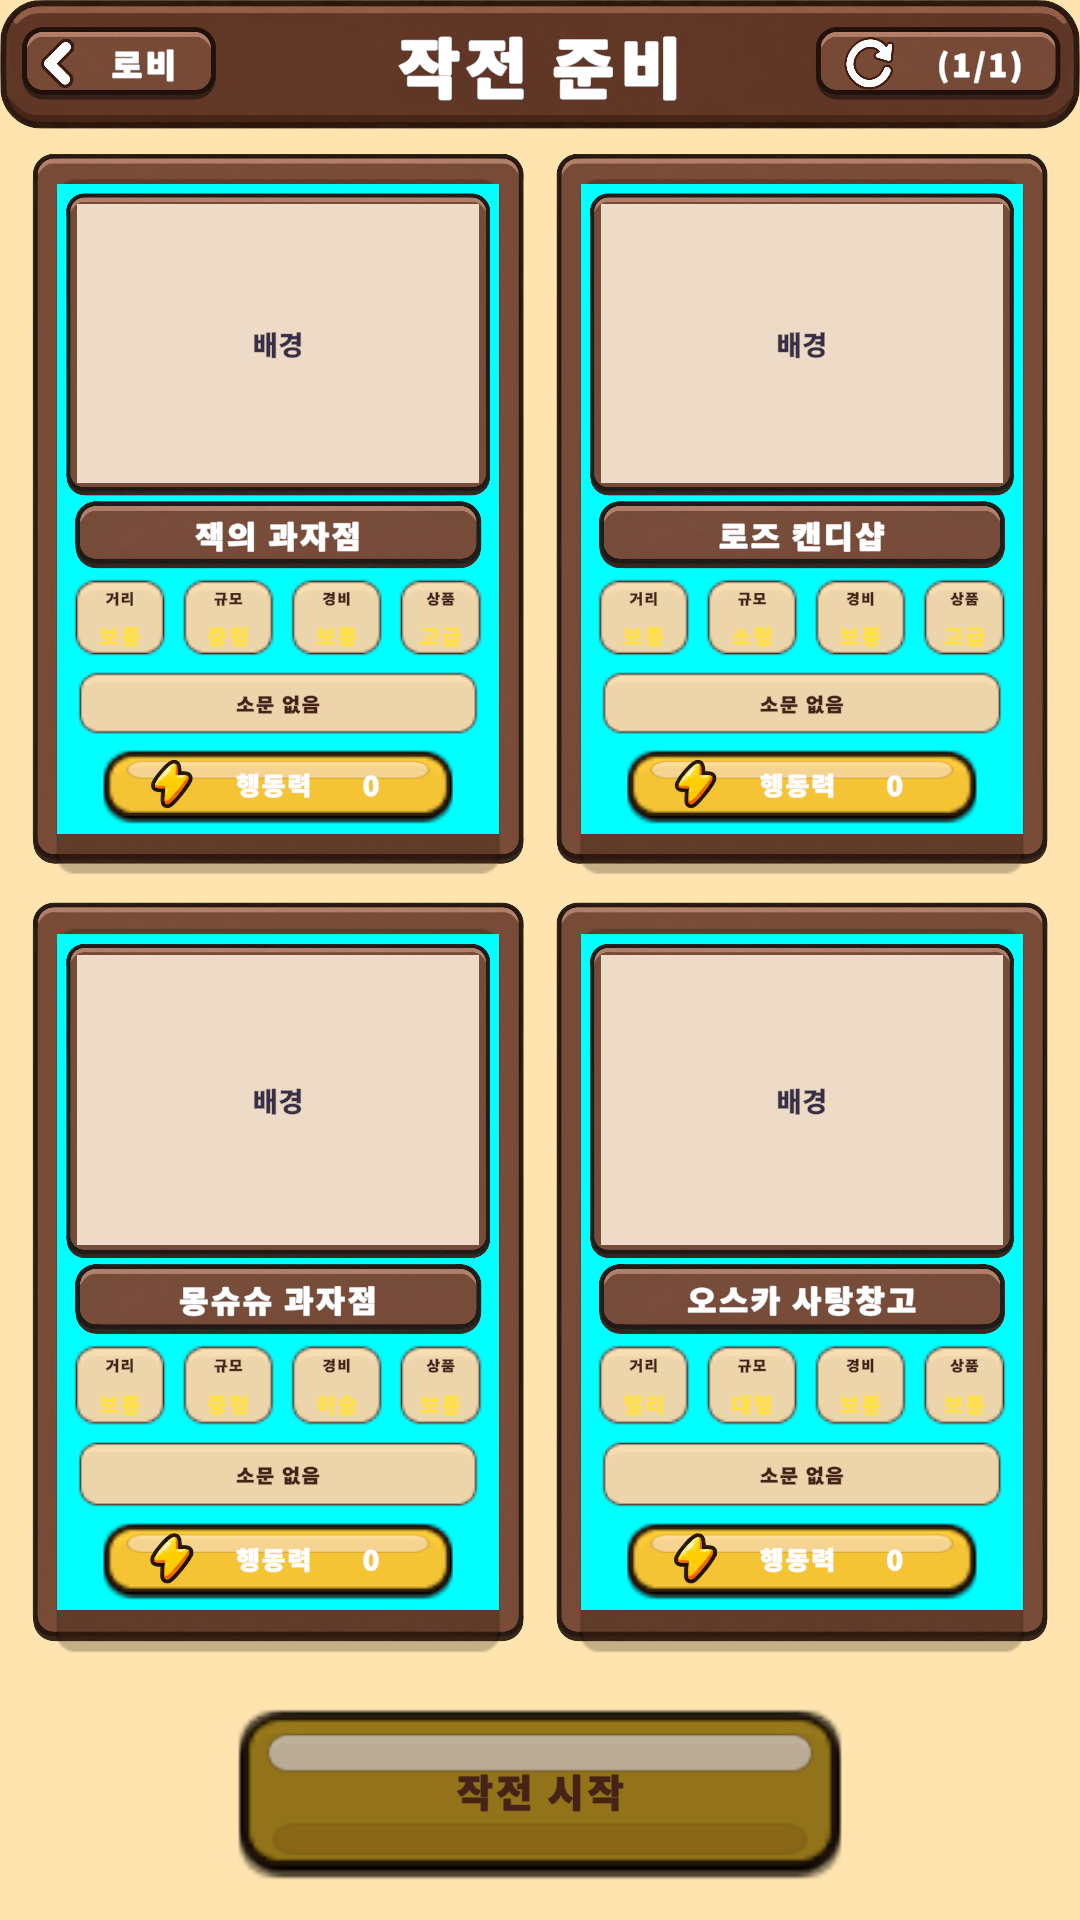 로비
작전 준비
(1/1)
배경
배경
잭의 과자점
로즈 캔디샵
거리 규모 경비 상품
보통 중형 보통 고급
거리 규모 경비 상품
보통 소형 보통 고급
소문 없음
소문 없음
행동력 0
행동력 0
배경
배경
몽슈슈 과자점
오스카 사탕창고
거리 규모 경비 상품
보통 중형 허술 보통
거리 규모 경비 상품
멀리 대형 보통 보통
소문 없음
소문 없음
행동력 0
행동력 0
작전 시작